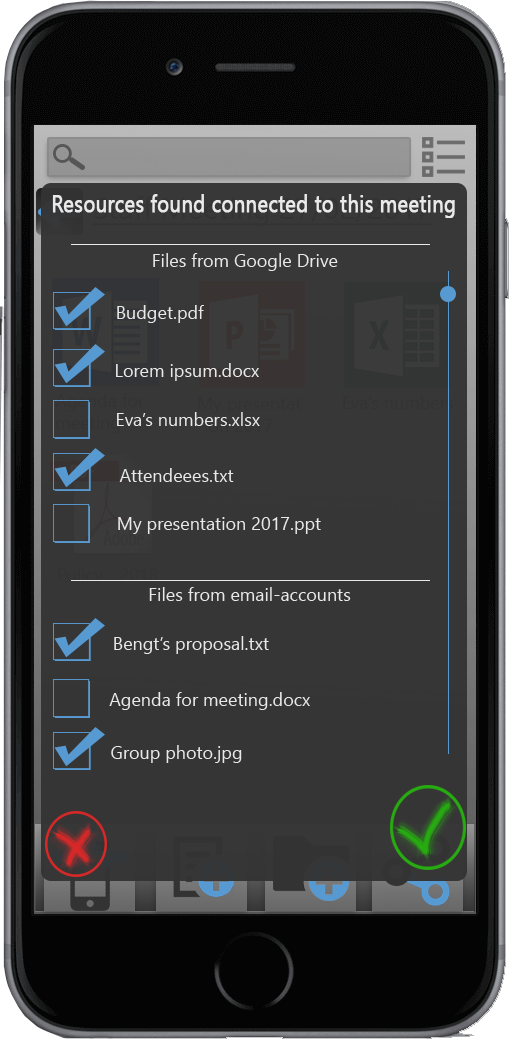 Resources found connected to this meeting
Files from Google Drive
Budget.pdf
Lorem ipsum.docx
Eva's numbers.xlsx
Attendeees.txt
My presentation 2017.ppt
Files from email-accounts
Bengt's proposal.txt
Agenda for meeting.docx
Group photo.jpg